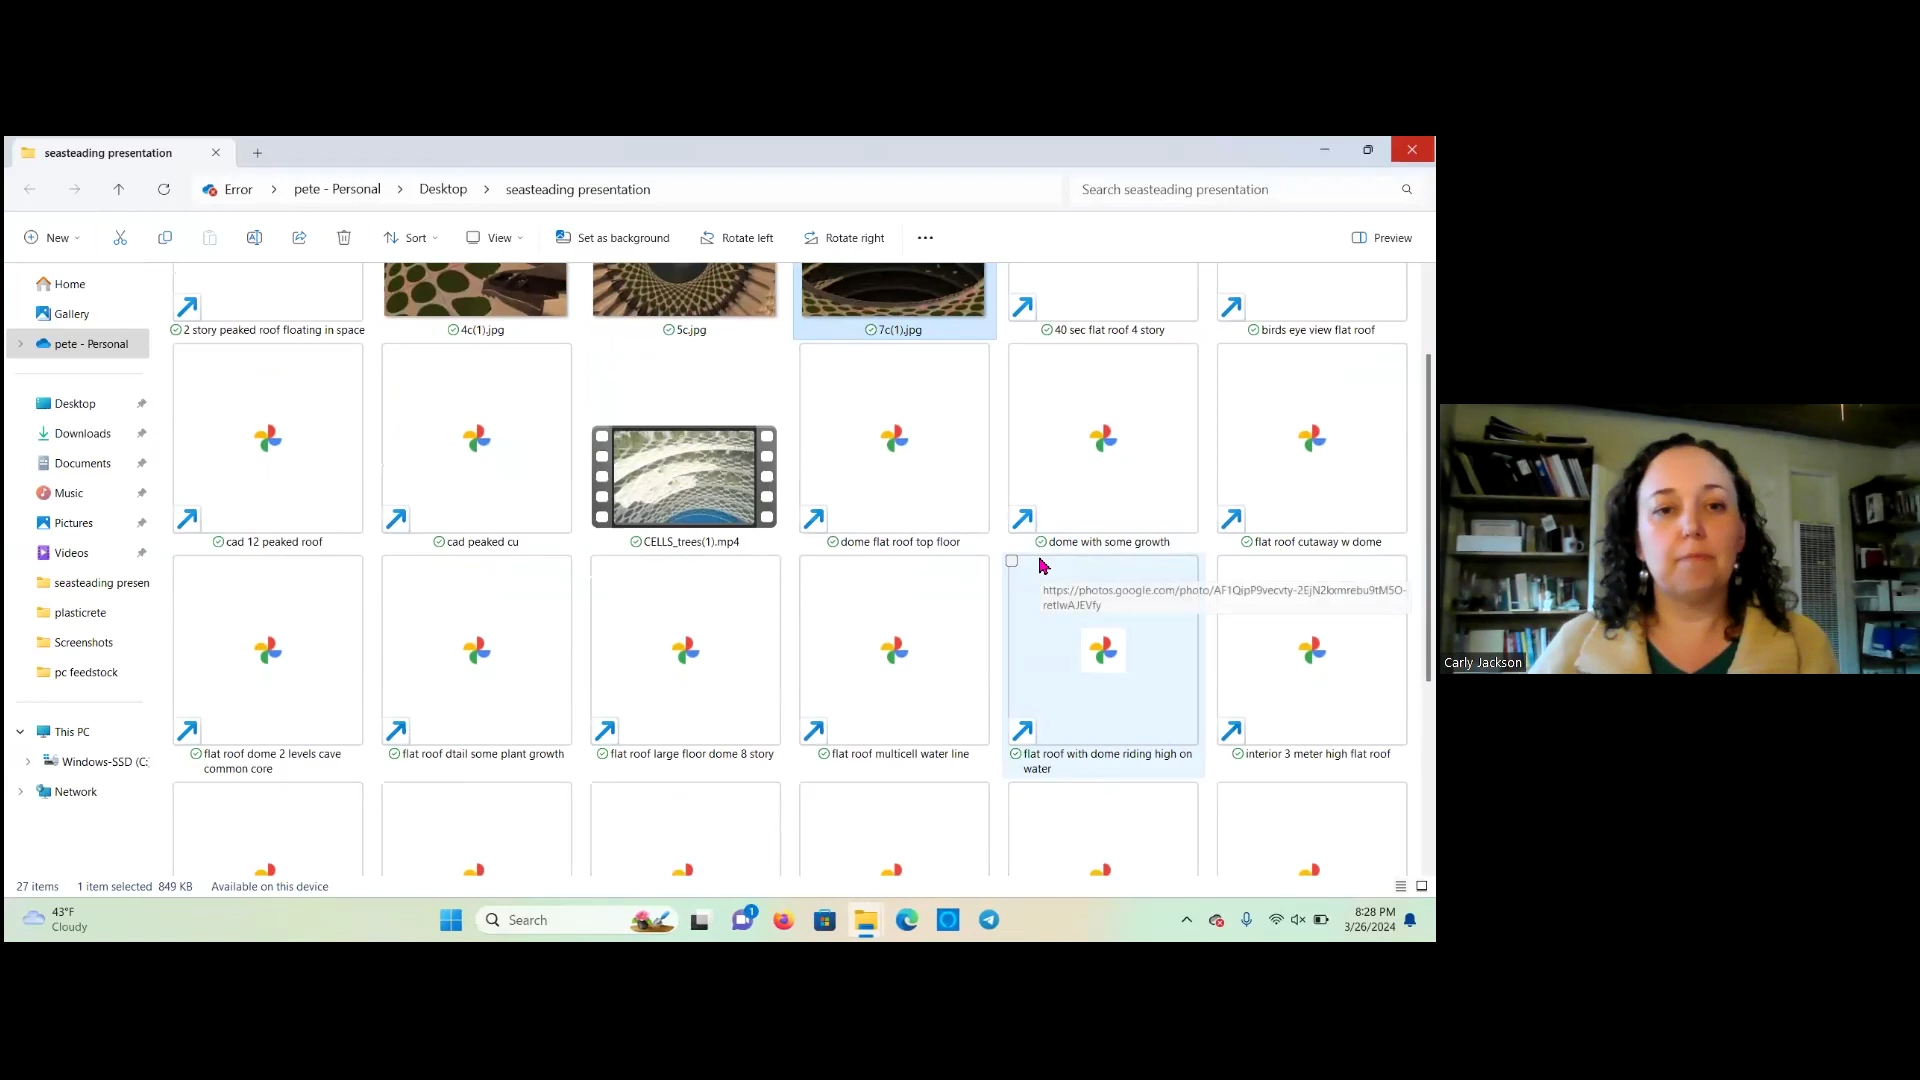 seasteading presentation
Error > pete - Personal > Desktop > seasteading presentation
Search seasteading presentation
New
Sort
View
Set as background
Rotate left
Rotate right
Preview
Home
Gallery
pete - Personal
Desktop
Downloads
Documents
Music
Pictures
Videos
seasteading presen
plasticrete
Screenshots
pc feedstock
This PC
Windows-SSD (C:
Network
2 story peaked roof floating in space
4c(1).jpg
5c.jpg
7c(1).jpg
40 sec flat roof 4 story
birds eye view flat roof
cad 12 peaked roof
cad peaked cu
CELLS_trees(1).mp4
dome flat roof top floor
dome with some growth
flat roof cutaway w dome
https://photos.google.com/photo/
flat roof dome 2 levels cave
common core
flat roof dtail some plant growth
flat roof large floor dome 8 story
flat roof multicell water line
flat roof with dome riding high on
water
interior 3 meter high flat roof
27 items
1 item selected 849 KB
Available on this device
43°F
Cloudy
Search
1
8:28 PM
3/26/2024
Carly Jackson